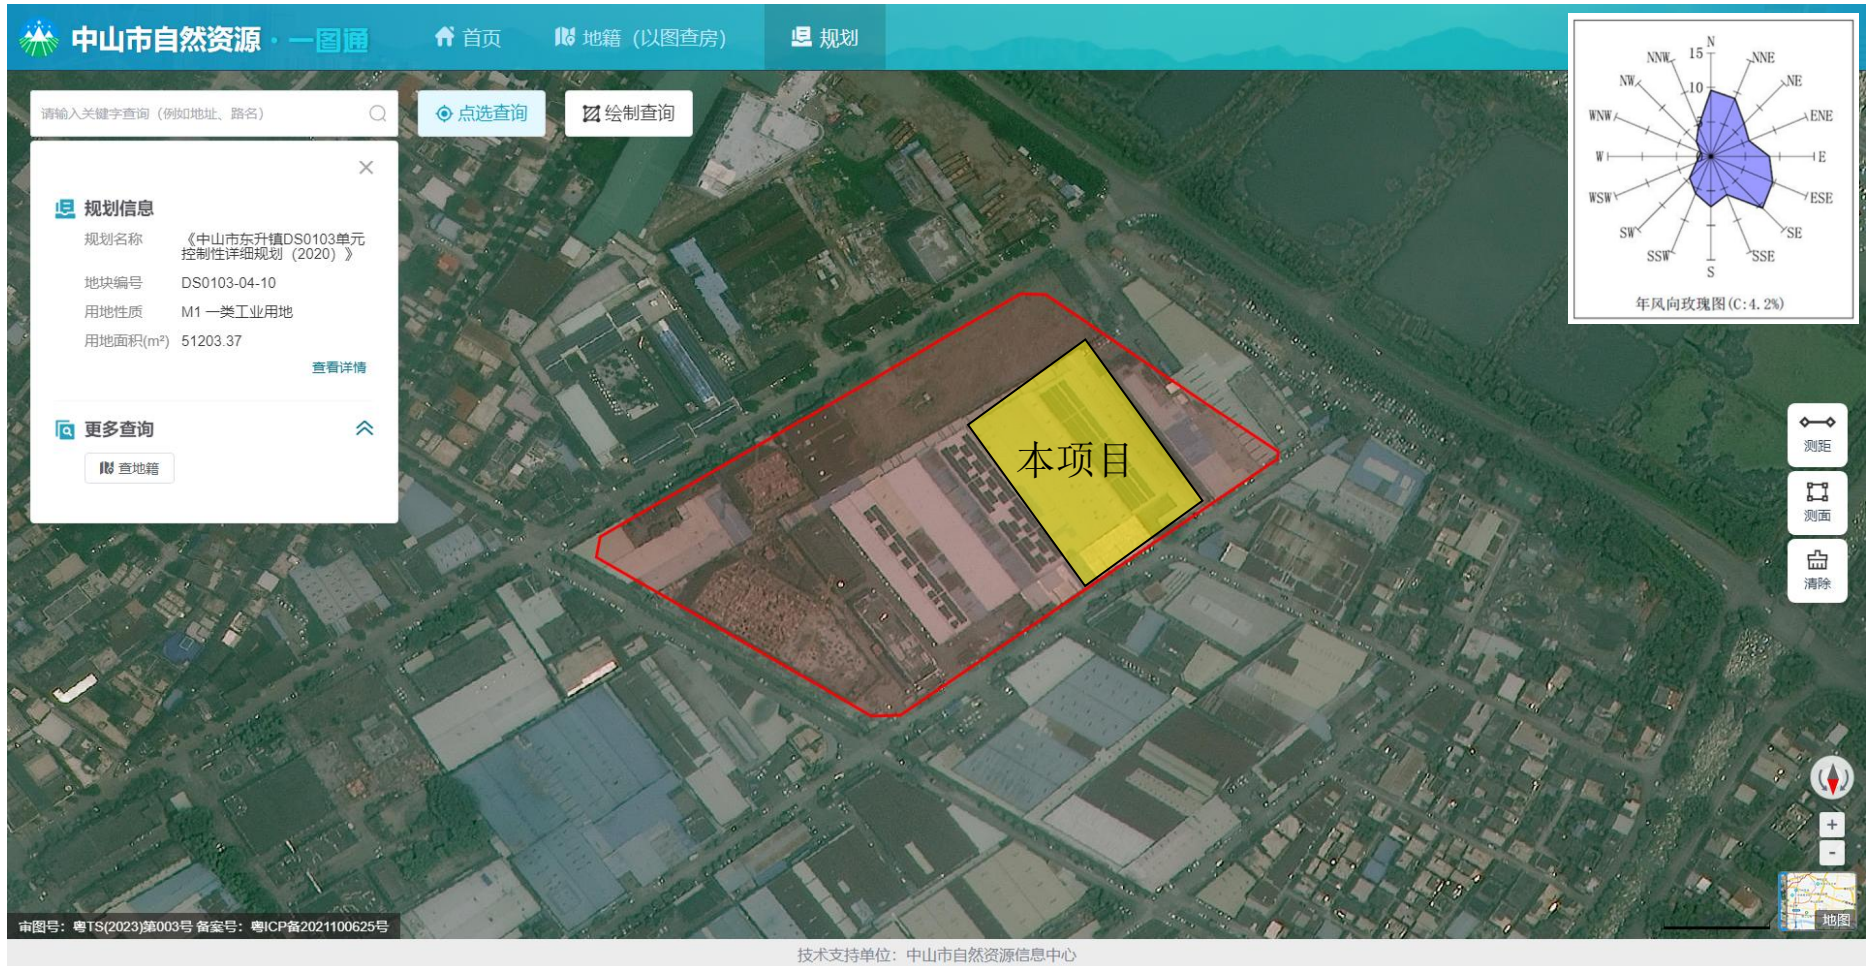 中山市自然资源·一图通
首页
地籍（以图查房）
规划
请输入关键字查询（例如地址、路名）
点选查询
绘制查询
规划信息
规划名称
《中山市东升镇DS0103单元
控制性详细规划（2020）》
地块编号
DS0103-04-10
用地性质
M1 一类工业用地
用地面积(m²)
51203.37
查看详情
更多查询
查地籍
本项目
N
NNE
NE
ENE
E
ESE
SE
SSE
S
SSW
SW
WSW
W
WNW
NW
NNW
15
10
5
年风向玫瑰图(C:4.2%)
测距
测面
清除
+
-
地图
审图号：粤TS(2023)第003号 备案号：粤ICP备2021100625号
技术支持单位：中山市自然资源信息中心